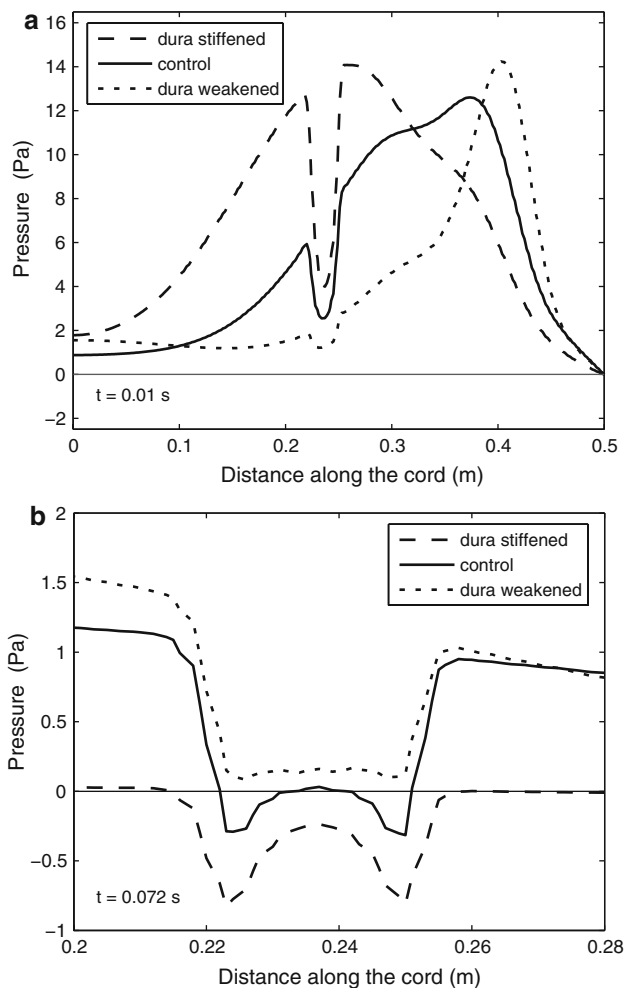 a
16
14
12
10
8
6
4
2
0
−2
Pressure (Pa)
dura stiffened
control
dura weakened
t = 0.01 s
0 0.1 0.2 0.3 0.4 0.5
Distance along the cord (m)
b
2
1.5
1
0.5
0
−0.5
−1
Pressure (Pa)
dura stiffened
control
dura weakened
t = 0.072 s
0.2 0.22 0.24 0.26 0.28
Distance along the cord (m)